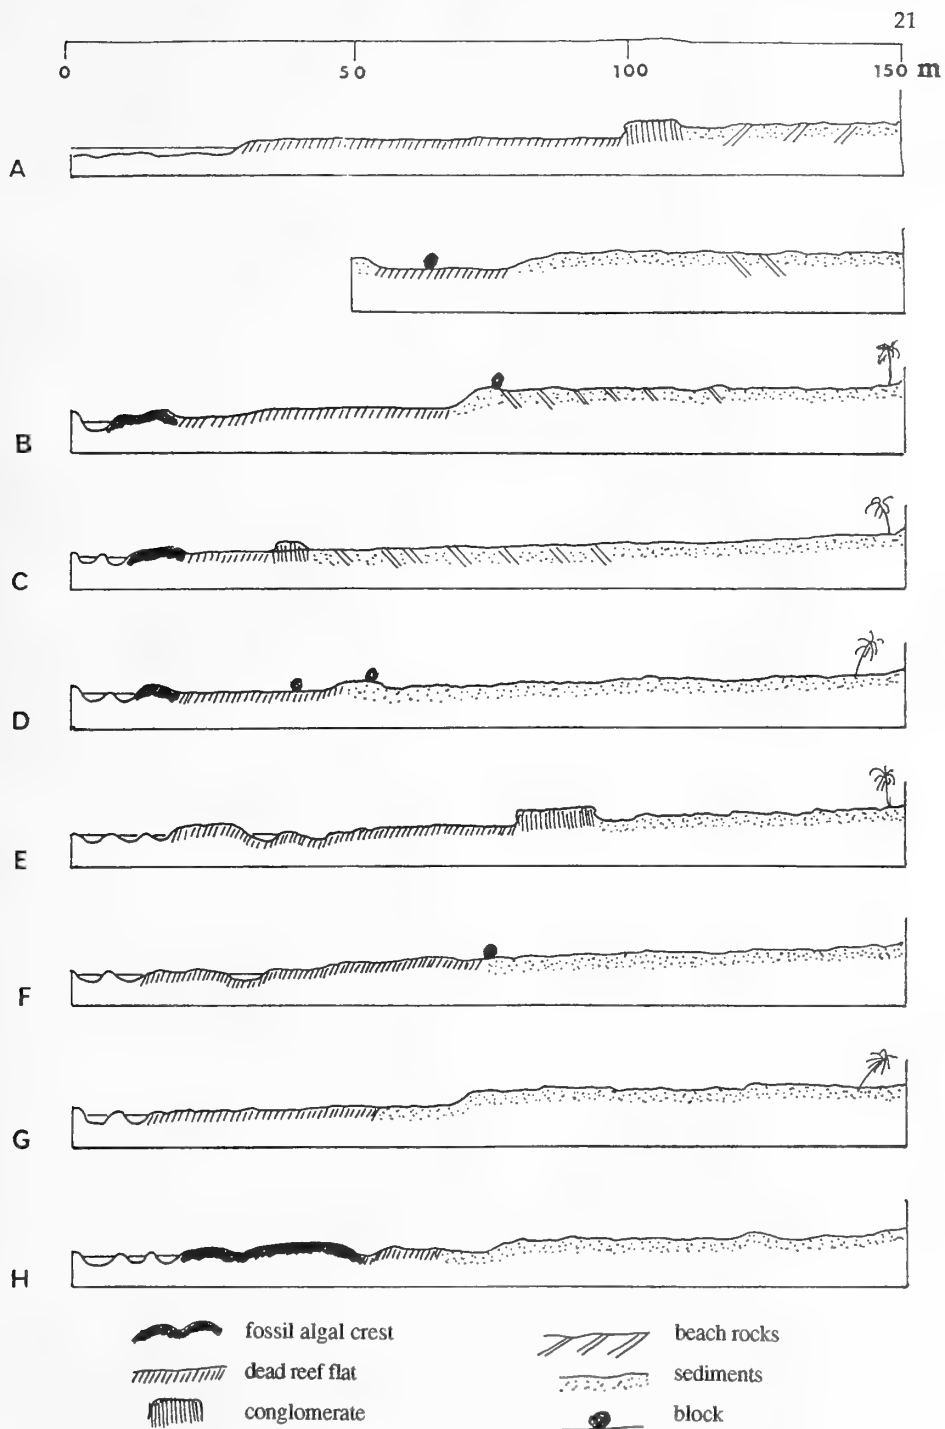 21
0 50 100 150 m
A
B
C
D
E
F
G
H
fossil algal crest beach rocks
dead reef flat sediments
conglomerate block